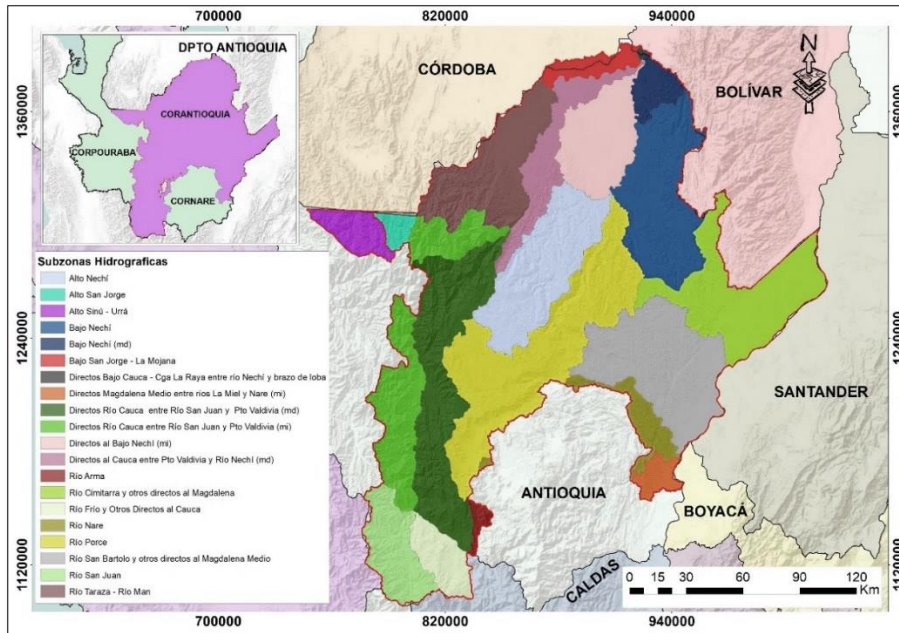 700000 820000 940000
DPTO ANTIOQUIA
CORANTIOQUIA
CORPOURABA
CORNARE
CÓRDOBA
BOLÍVAR
N
1360000
1360000
Subzonas Hidrograficas
Alto Nechí
Alto San Jorge
Alto Sinú - Urrá
Bajo Nechí
Bajo Nechí (md)
Bajo San Jorge - La Mojana
Directos Bajo Cauca - Cga La Raya entre río Nechí y brazo de loba
Directos Magdalena Medio entre rios La Miel y Nare (mi)
Directos Río Cauca entre Río San Juan y Pto Valdivia (md)
Directos Río Cauca entre Río San Juan y Pto Valdivia (mi)
Directos al Bajo Nechí (mi)
Directos al Cauca entre Pto Valdivia y Río Nechí (md)
Río Arma
Río Cimitarra y otros directos al Magdalena
Río Frío y Otros Directos al Cauca
Río Nare
Río Porce
Río San Bartolo y otros directos al Magdalena Medio
Río San Juan
Río Taraza - Río Man
1240000
1240000
SANTANDER
ANTIOQUIA
BOYACÁ
CALDAS
1120000
1120000
0 15 30 60 90 120
Km
700000 820000 940000